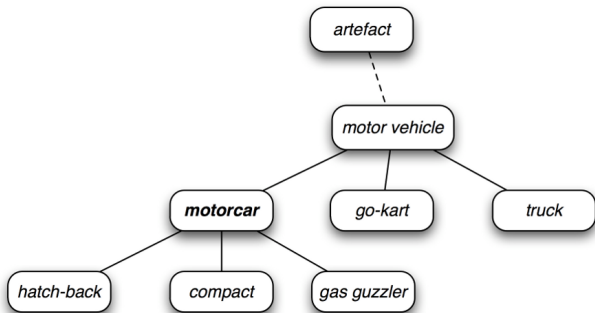 artefact
motor vehicle
motorcar
go-kart
truck
hatch-back
compact
gas guzzler